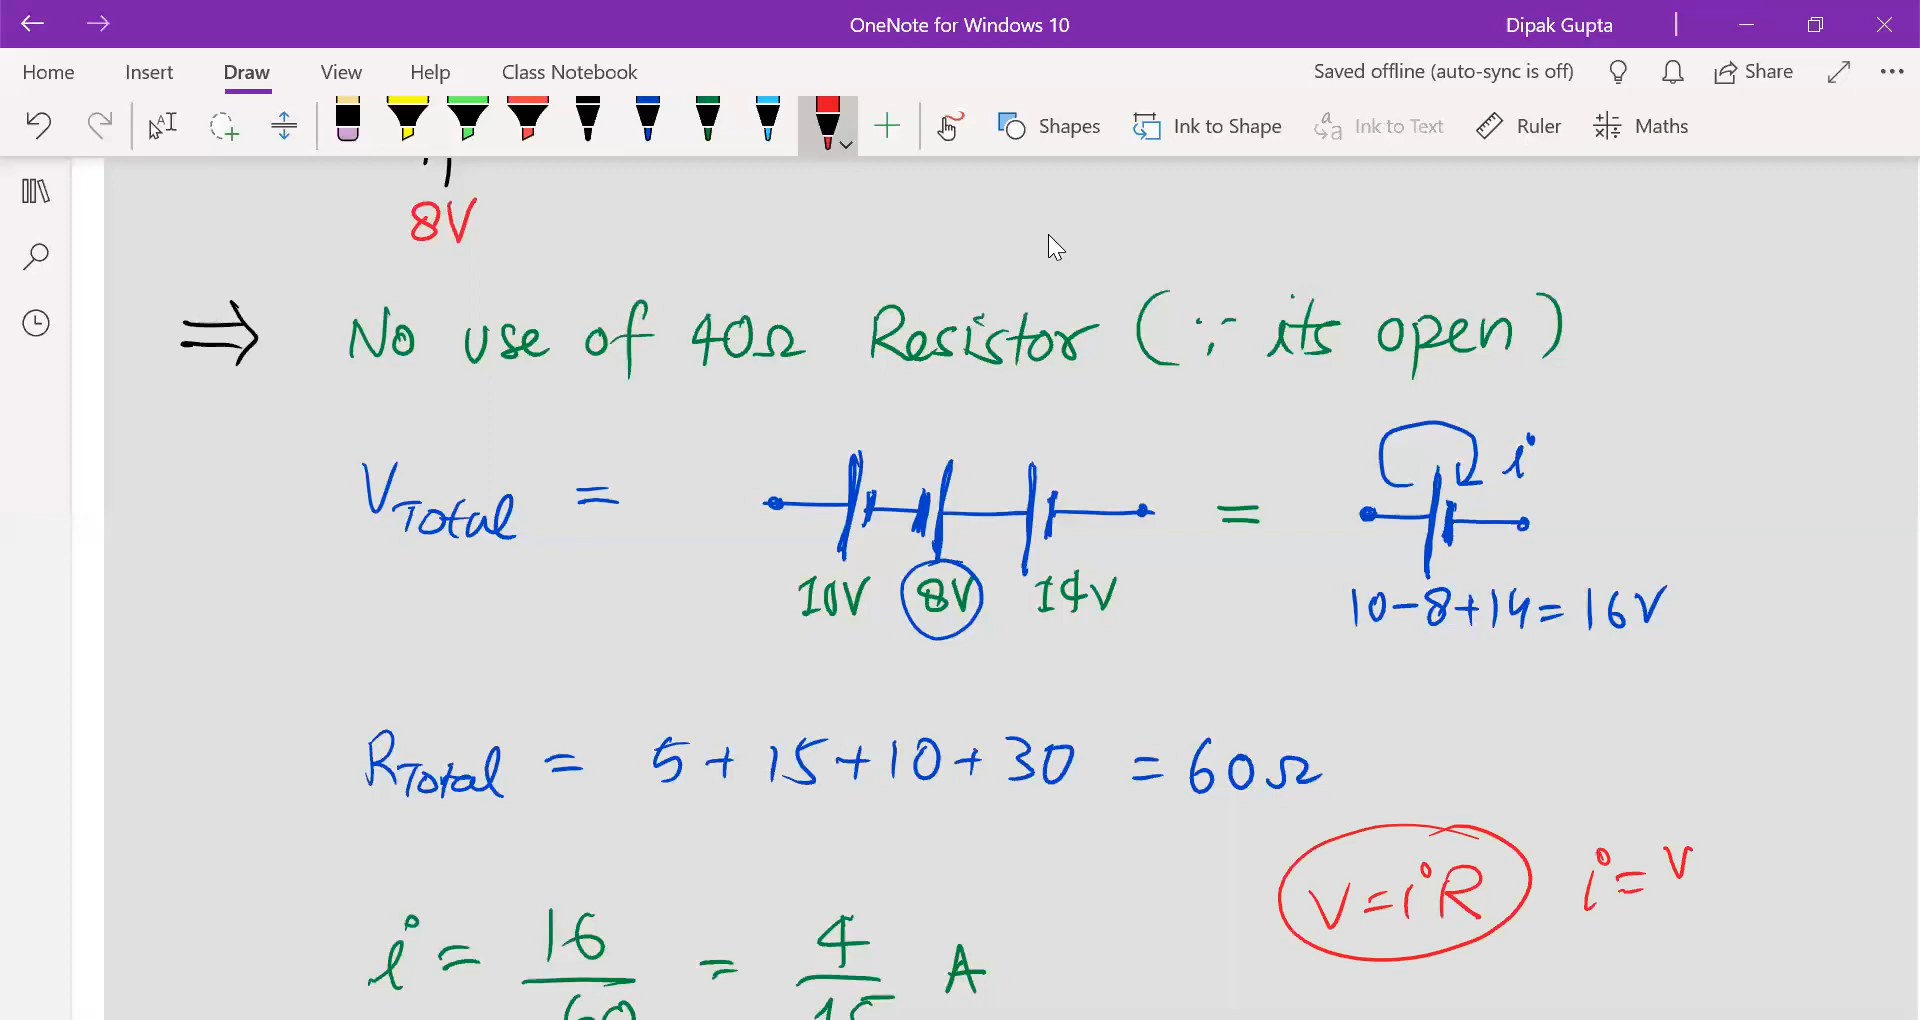 OneNote for Windows 10 Dipak Gupta
Home Insert Draw View Help Class Notebook Saved offline (auto-sync is off) Share
Shapes Ink to Shape Ink to Text Ruler Maths
8V
⇒ No use of 40Ω Resistor (∵ its open)
V_Total = = i
10V 8V 14V 10-8+14=16V
R_Total = 5+15+10+30 = 60Ω
V=iR i=V
i = 16/60 = 4/15 A